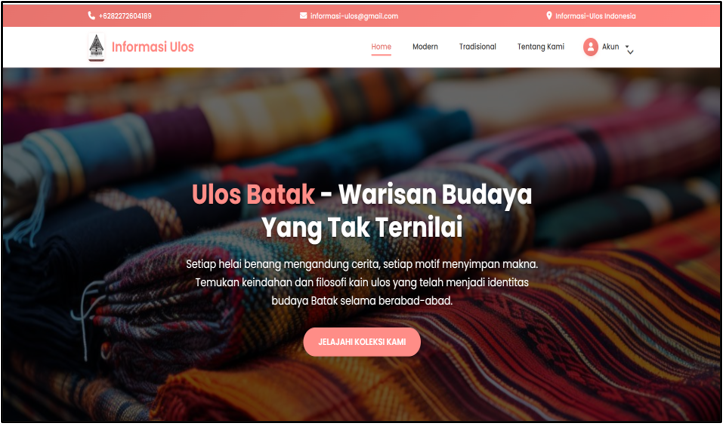 +6282272604189
informasi-ulos@gmail.com
Informasi-Ulos Indonesia
Informasi Ulos
Home
Modern
Tradisional
Tentang Kami
Akun
Ulos Batak - Warisan Budaya
Yang Tak Ternilai
Setiap helai benang mengandung cerita, setiap motif menyimpan makna.
Temukan keindahan dan filosofi kain ulos yang telah menjadi identitas
budaya Batak selama berabad-abad.
JELAJAHI KOLEKSI KAMI